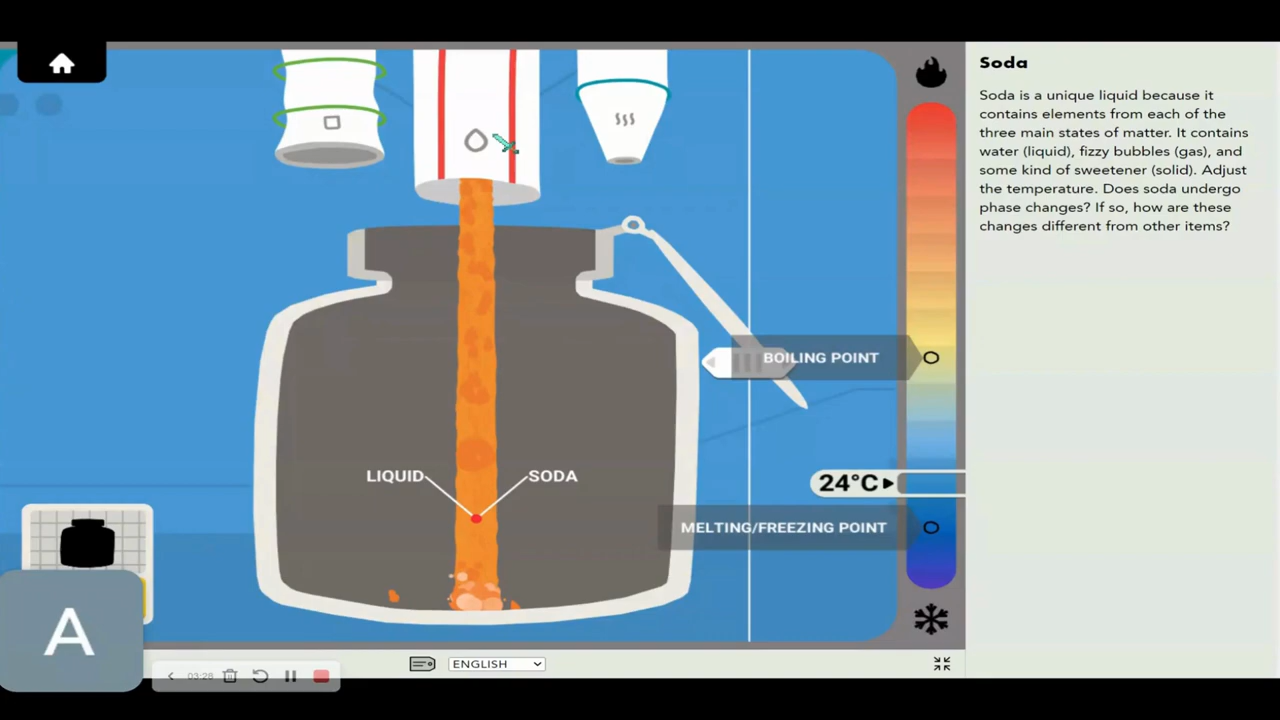 Soda
Soda is a unique liquid because it
contains elements from each of the
three main states of matter. It contains
water (liquid), fizzy bubbles (gas), and
some kind of sweetener (solid). Adjust
the temperature. Does soda undergo
phase changes? If so, how are these
changes different from other items?
BOILING POINT
LIQUID
SODA
24°C
MELTING/FREEZING POINT
A
03:28
ENGLISH